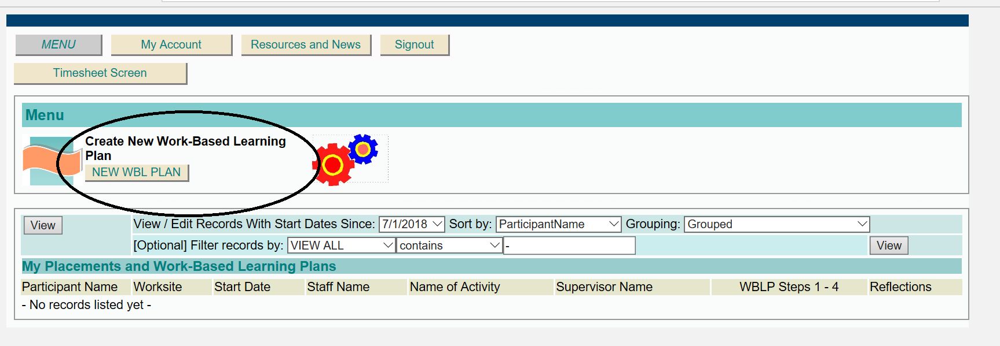 MENU My Account Resources and News Signout
Timesheet Screen
Menu
Create New Work-Based Learning
Plan
NEW WBL PLAN
View View / Edit Records With Start Dates Since: 7/1/2018 Sort by: ParticipantName Grouping: Grouped
[Optional] Filter records by: VIEW ALL contains - View
My Placements and Work-Based Learning Plans
Participant Name Worksite Start Date Staff Name Name of Activity Supervisor Name WBLP Steps 1 - 4 Reflections
- No records listed yet -